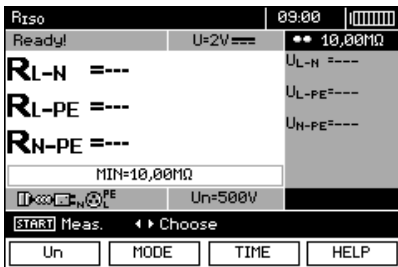 RISO 09:00
Ready! U=2V ●● 10,00MΩ
RL-N =---
RL-PE =---
RN-PE =---
UL-N =---
UL-PE=---
UN-PE=---
MIN=10,00MΩ
N PE L Un=500V
START Meas. Choose
Un MODE TIME HELP